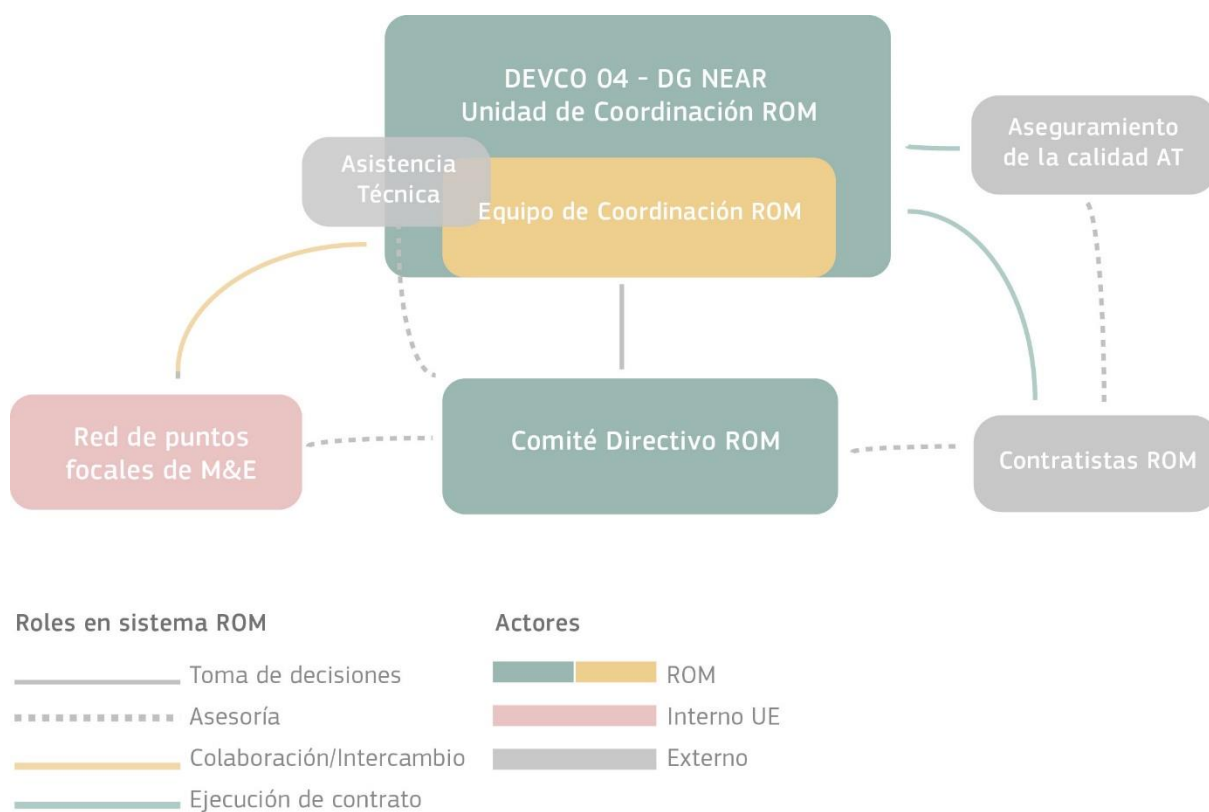 DEVCO 04 - DG NEAR
Unidad de Coordinación ROM
Aseguramiento
de la calidad AT
Asistencia
Técnica
Equipo de Coordinación ROM
Red de puntos
focales de M&E
Comité Directivo ROM
Contratistas ROM
Roles en sistema ROM
Toma de decisiones
Asesoría
Colaboración/Intercambio
Ejecución de contrato
Actores
ROM
Interno UE
Externo